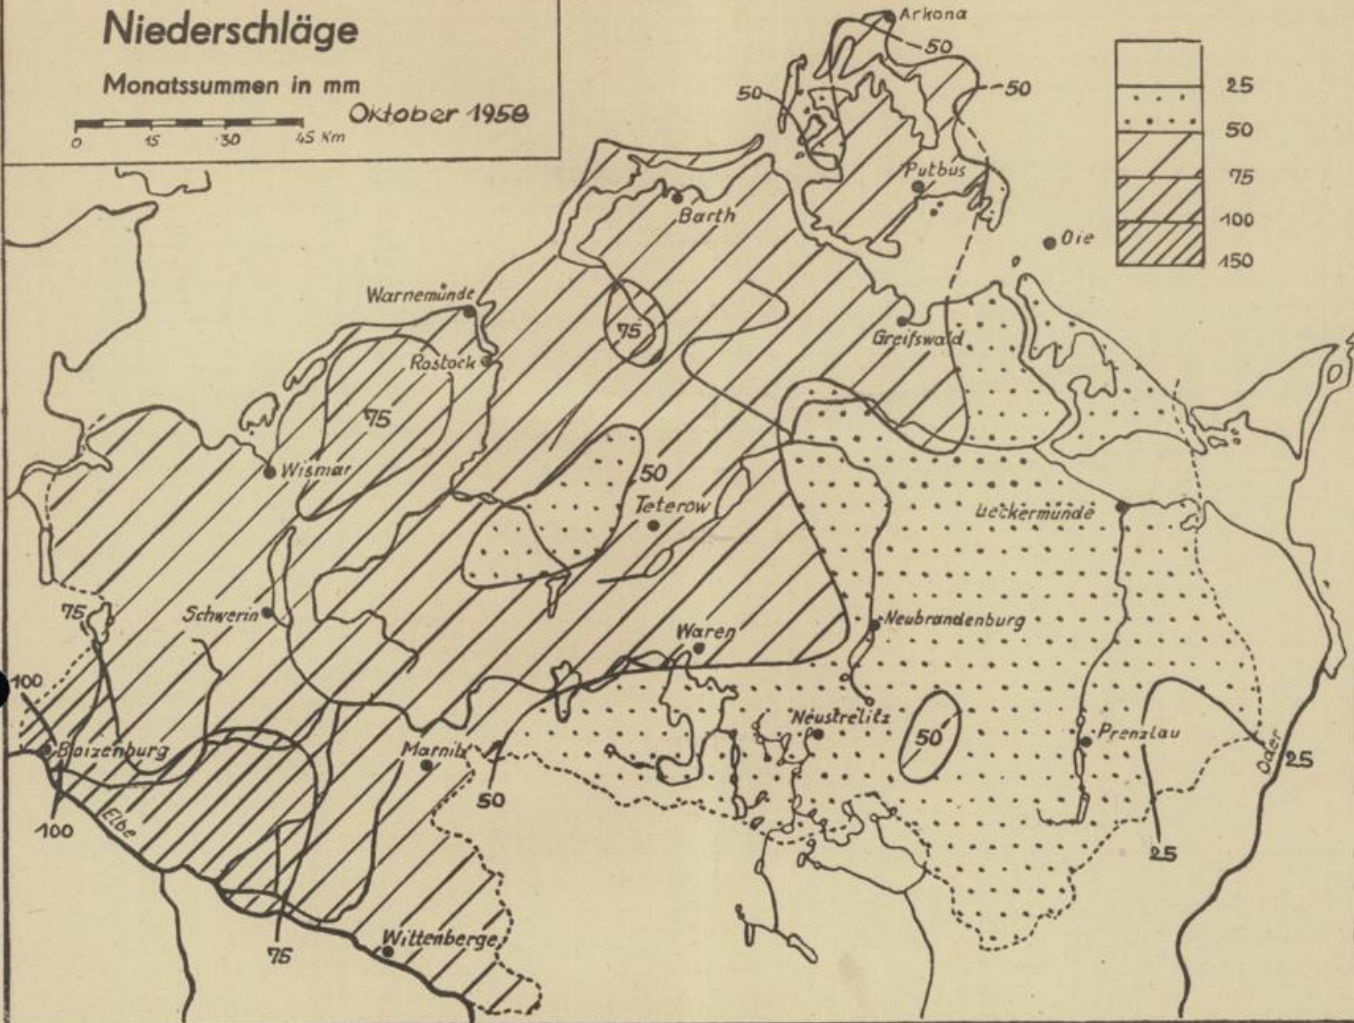 Niederschläge
Monatssummen in mm
Oktober 1958
0 15 30 45 Km
Arkona
50
50
50
25
50
75
100
150
Putbus
Barth
Oie
Warnemünde
75
Greifswald
Rostock
75
Wismar
50
Teterow
Ueckermünde
75
Schwerin
Neubrandenburg
Waren
100
Neustrelitz
50
Prenzlau
Boizenburg
Marnitz
Oder
25
50
100
Elbe
25
75
Wittenberge